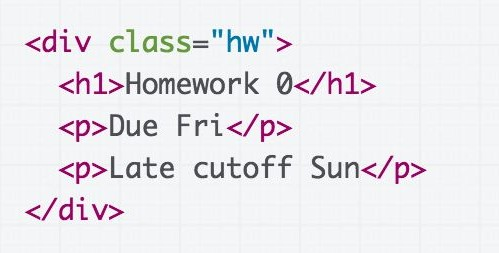 <div class="hw">
  <h1>Homework 0</h1>
  <p>Due Fri</p>
  <p>Late cutoff Sun</p>
</div>